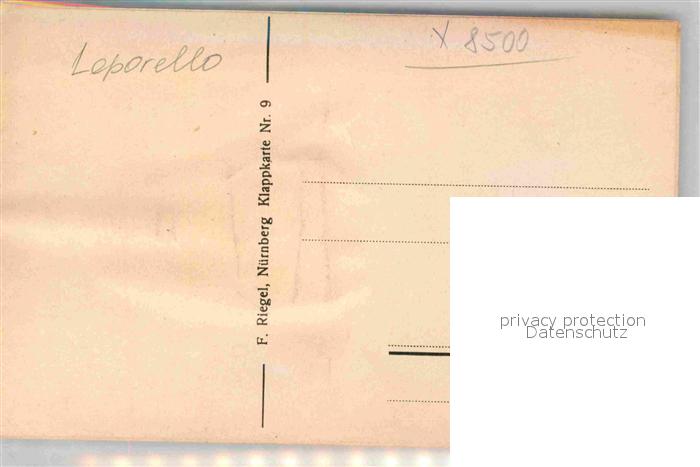 Leporello
X 8500
F. Riegel, Nürnberg Klappkarte Nr. 9
privacy protection
Datenschutz